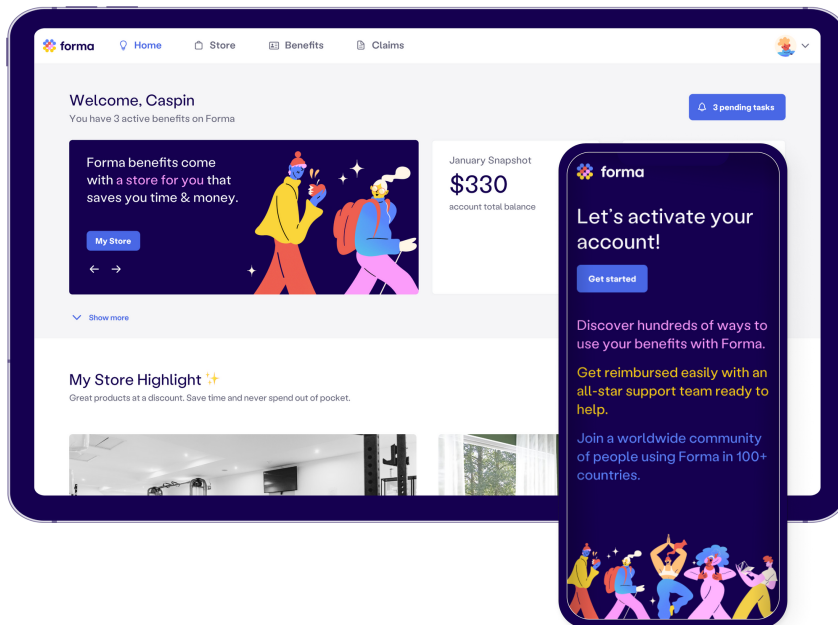 forma
Home
Store
Benefits
Claims
Welcome, Caspin
You have 3 active benefits on Forma
3 pending tasks
Forma benefits come
with a store for you that
saves you time & money.
My Store
January Snapshot
$330
account total balance
Show more
My Store Highlight ✨
Great products at a discount. Save time and never spend out of pocket.
forma
Let's activate your
account!
Get started
Discover hundreds of ways to
use your benefits with Forma.
Get reimbursed easily with an
all-star support team ready to
help.
Join a worldwide community
of people using Forma in 100+
countries.